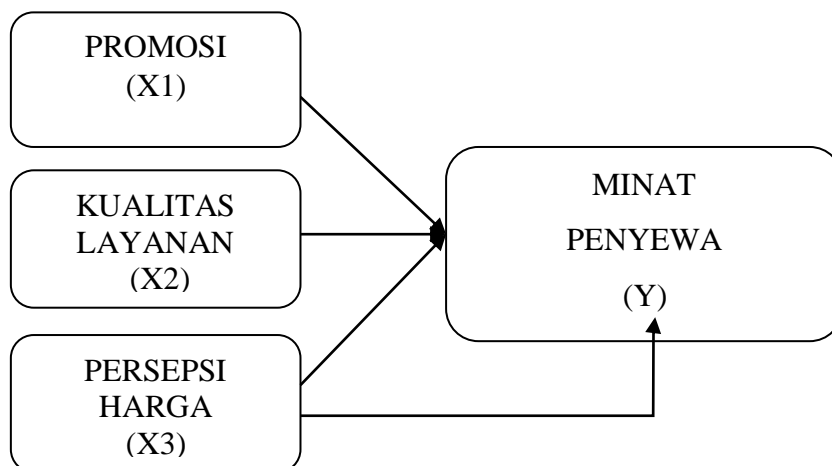 PROMOSI
(X1)
KUALITAS
LAYANAN
(X2)
PERSEPSI
HARGA
(X3)
MINAT
PENYEWA
(Y)